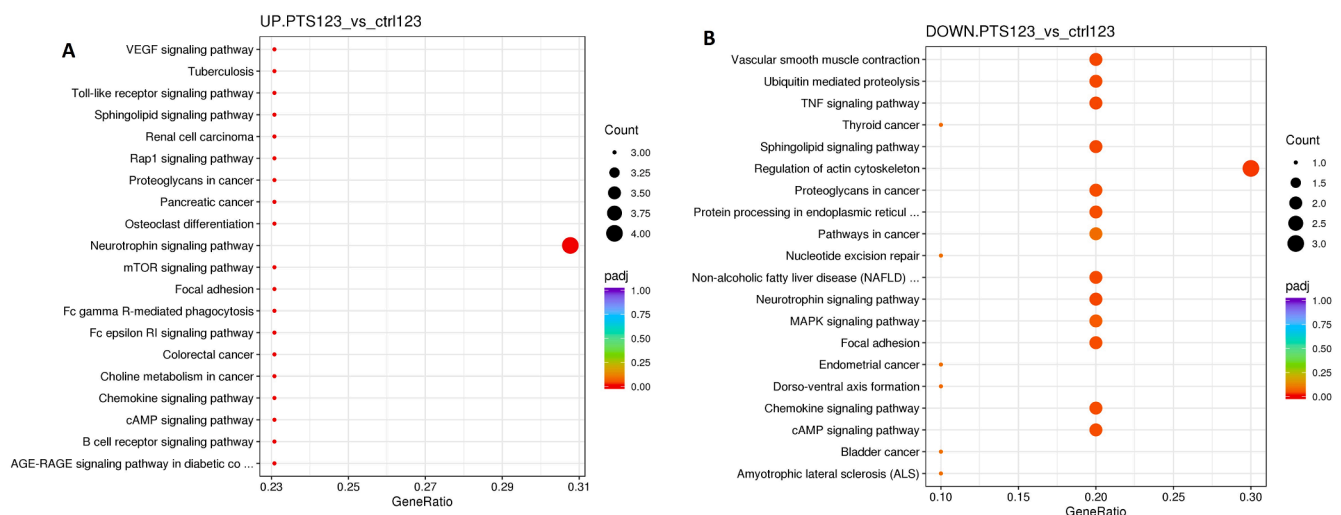 A
UP.PTS123_vs_ctrl123
VEGF signaling pathway
Tuberculosis
Toll-like receptor signaling pathway
Sphingolipid signaling pathway
Renal cell carcinoma
Rap1 signaling pathway
Proteoglycans in cancer
Pancreatic cancer
Osteoclast differentiation
Neurotrophin signaling pathway
mTOR signaling pathway
Focal adhesion
Fc gamma R-mediated phagocytosis
Fc epsilon RI signaling pathway
Colorectal cancer
Choline metabolism in cancer
Chemokine signaling pathway
cAMP signaling pathway
B cell receptor signaling pathway
AGE-RAGE signaling pathway in diabetic co ...
0.23 0.25 0.27 0.29 0.31
GeneRatio
Count
3.00
3.25
3.50
3.75
4.00
padj
1.00
0.75
0.50
0.25
0.00
B
DOWN.PTS123_vs_ctrl123
Vascular smooth muscle contraction
Ubiquitin mediated proteolysis
TNF signaling pathway
Thyroid cancer
Sphingolipid signaling pathway
Regulation of actin cytoskeleton
Proteoglycans in cancer
Protein processing in endoplasmic reticul ...
Pathways in cancer
Nucleotide excision repair
Non-alcoholic fatty liver disease (NAFLD) ...
Neurotrophin signaling pathway
MAPK signaling pathway
Focal adhesion
Endometrial cancer
Dorso-ventral axis formation
Chemokine signaling pathway
cAMP signaling pathway
Bladder cancer
Amyotrophic lateral sclerosis (ALS)
0.10 0.15 0.20 0.25 0.30
GeneRatio
Count
1.0
1.5
2.0
2.5
3.0
padj
1.00
0.75
0.50
0.25
0.00